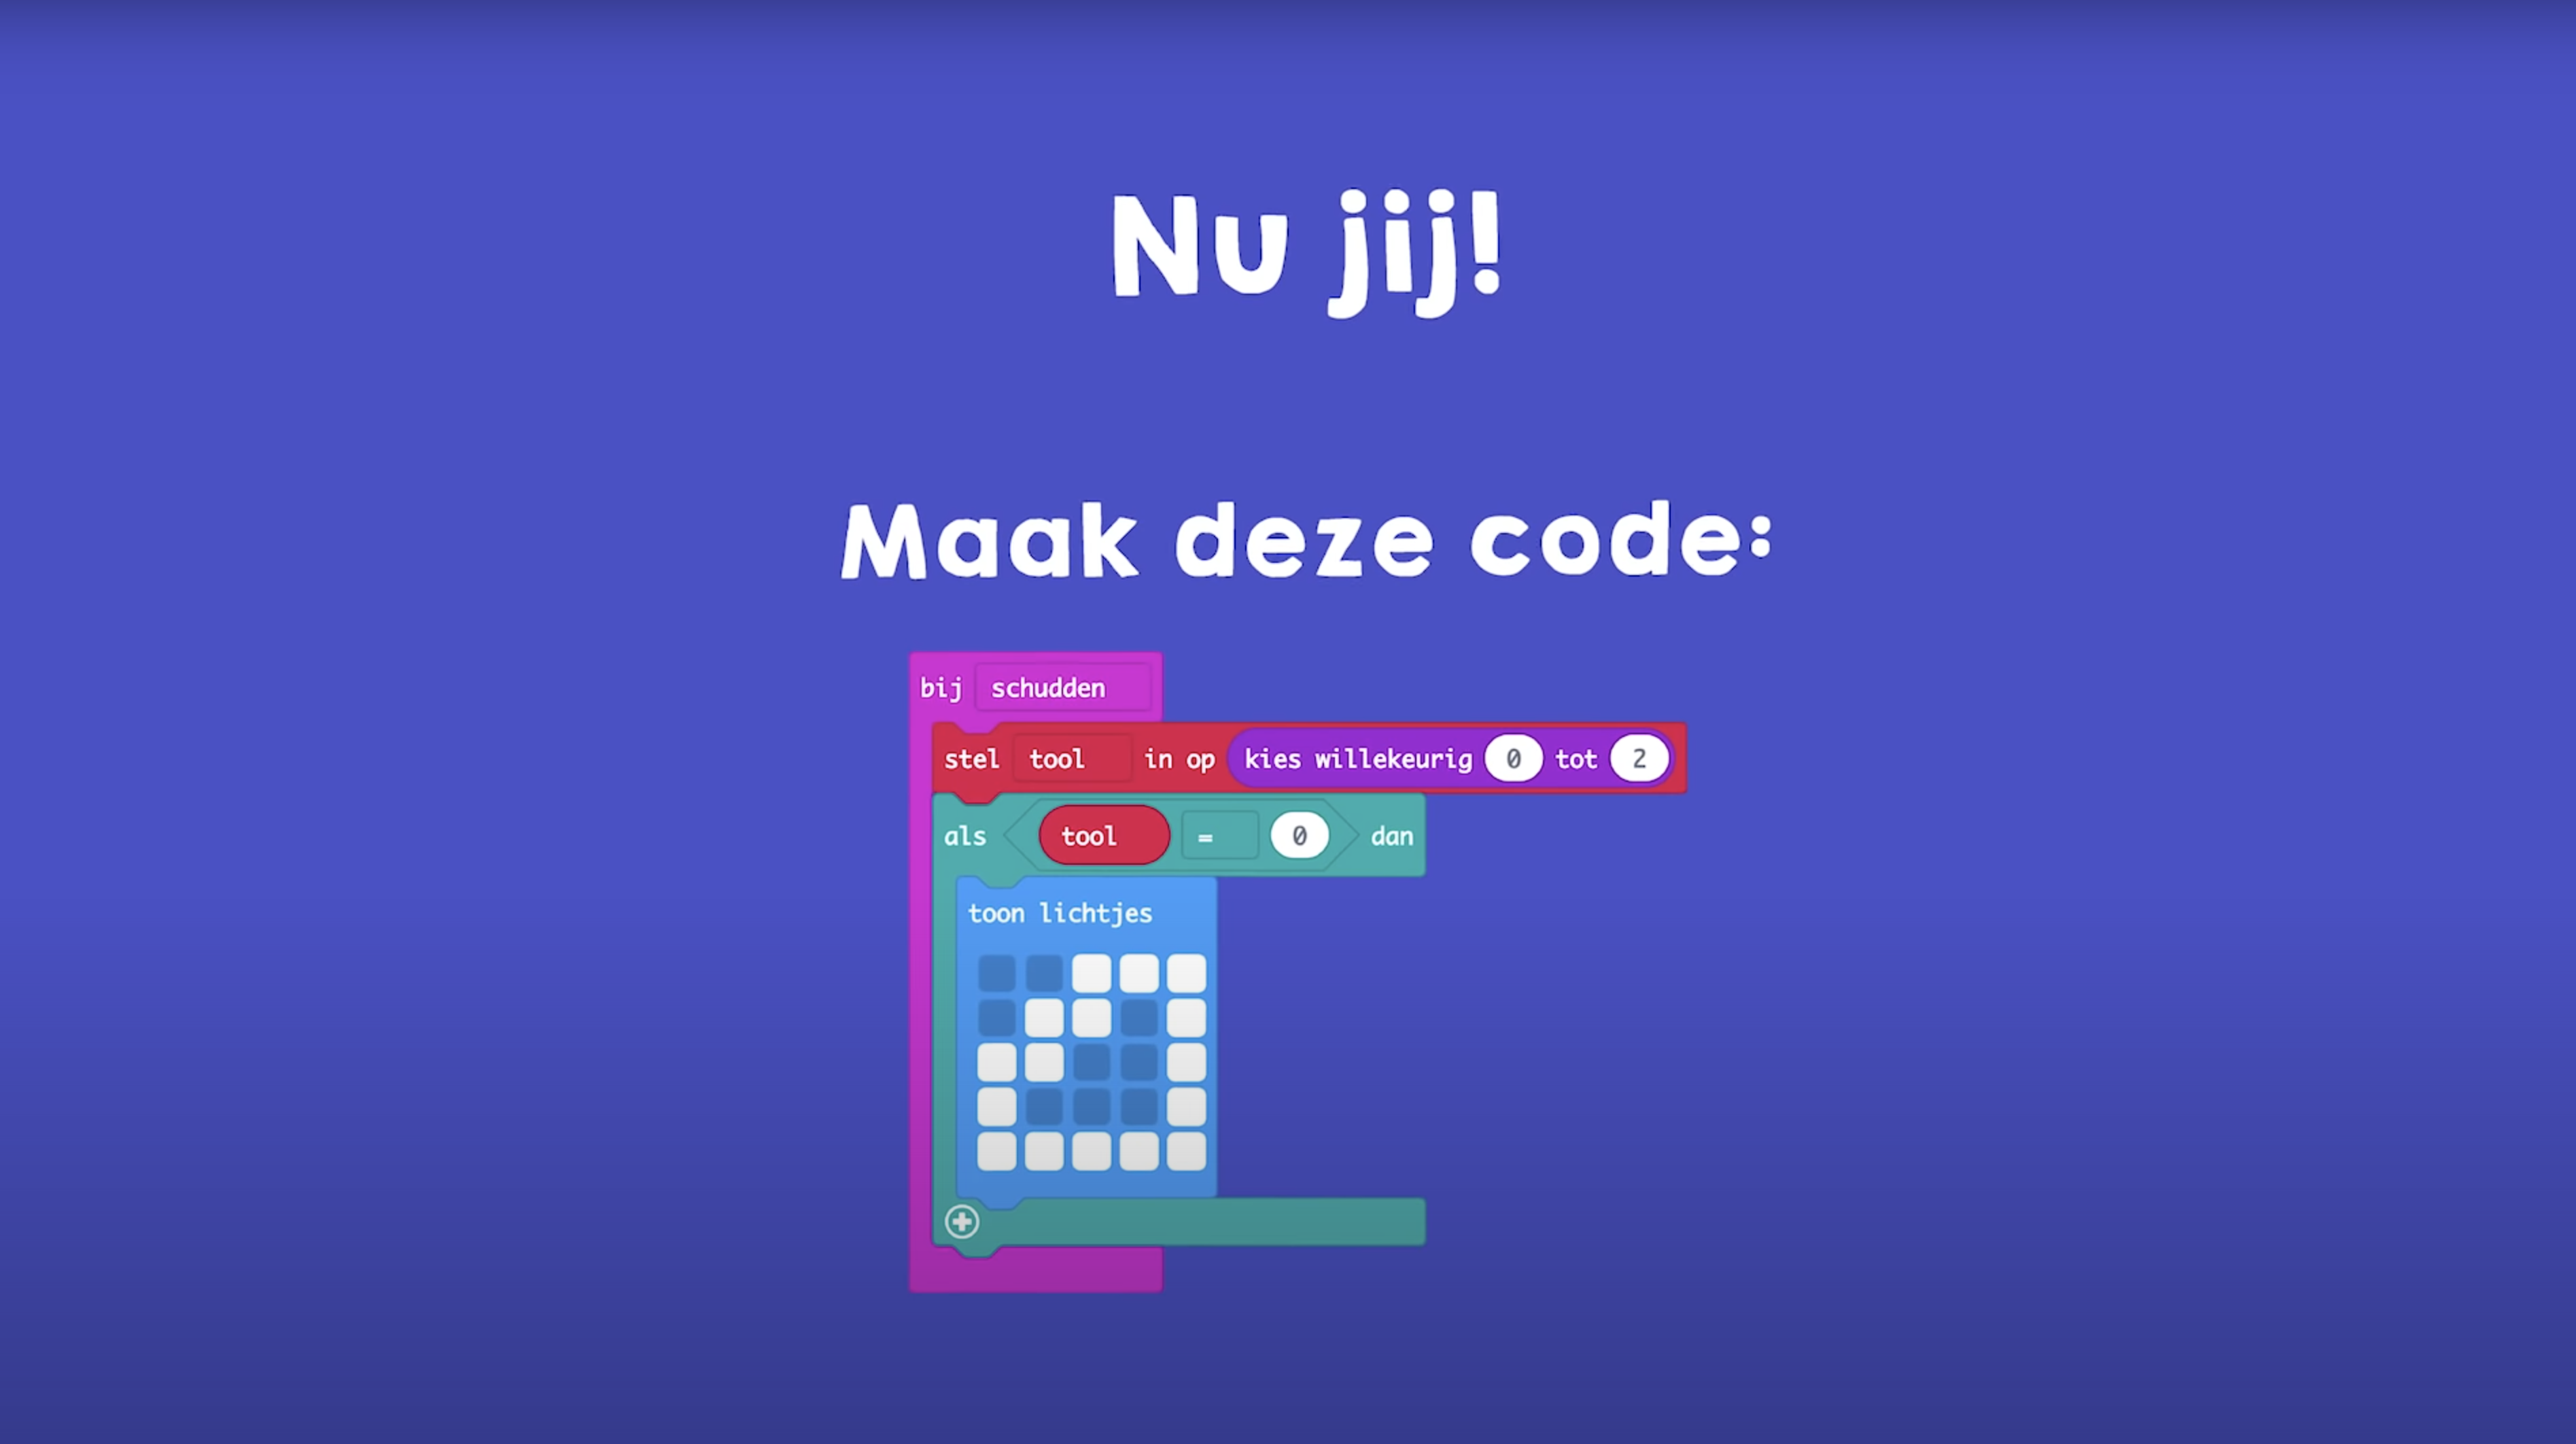 Nu jij!
Maak deze code:
bij schudden
stel tool in op kies willekeurig 0 tot 2
als tool = 0 dan
toon lichtjes